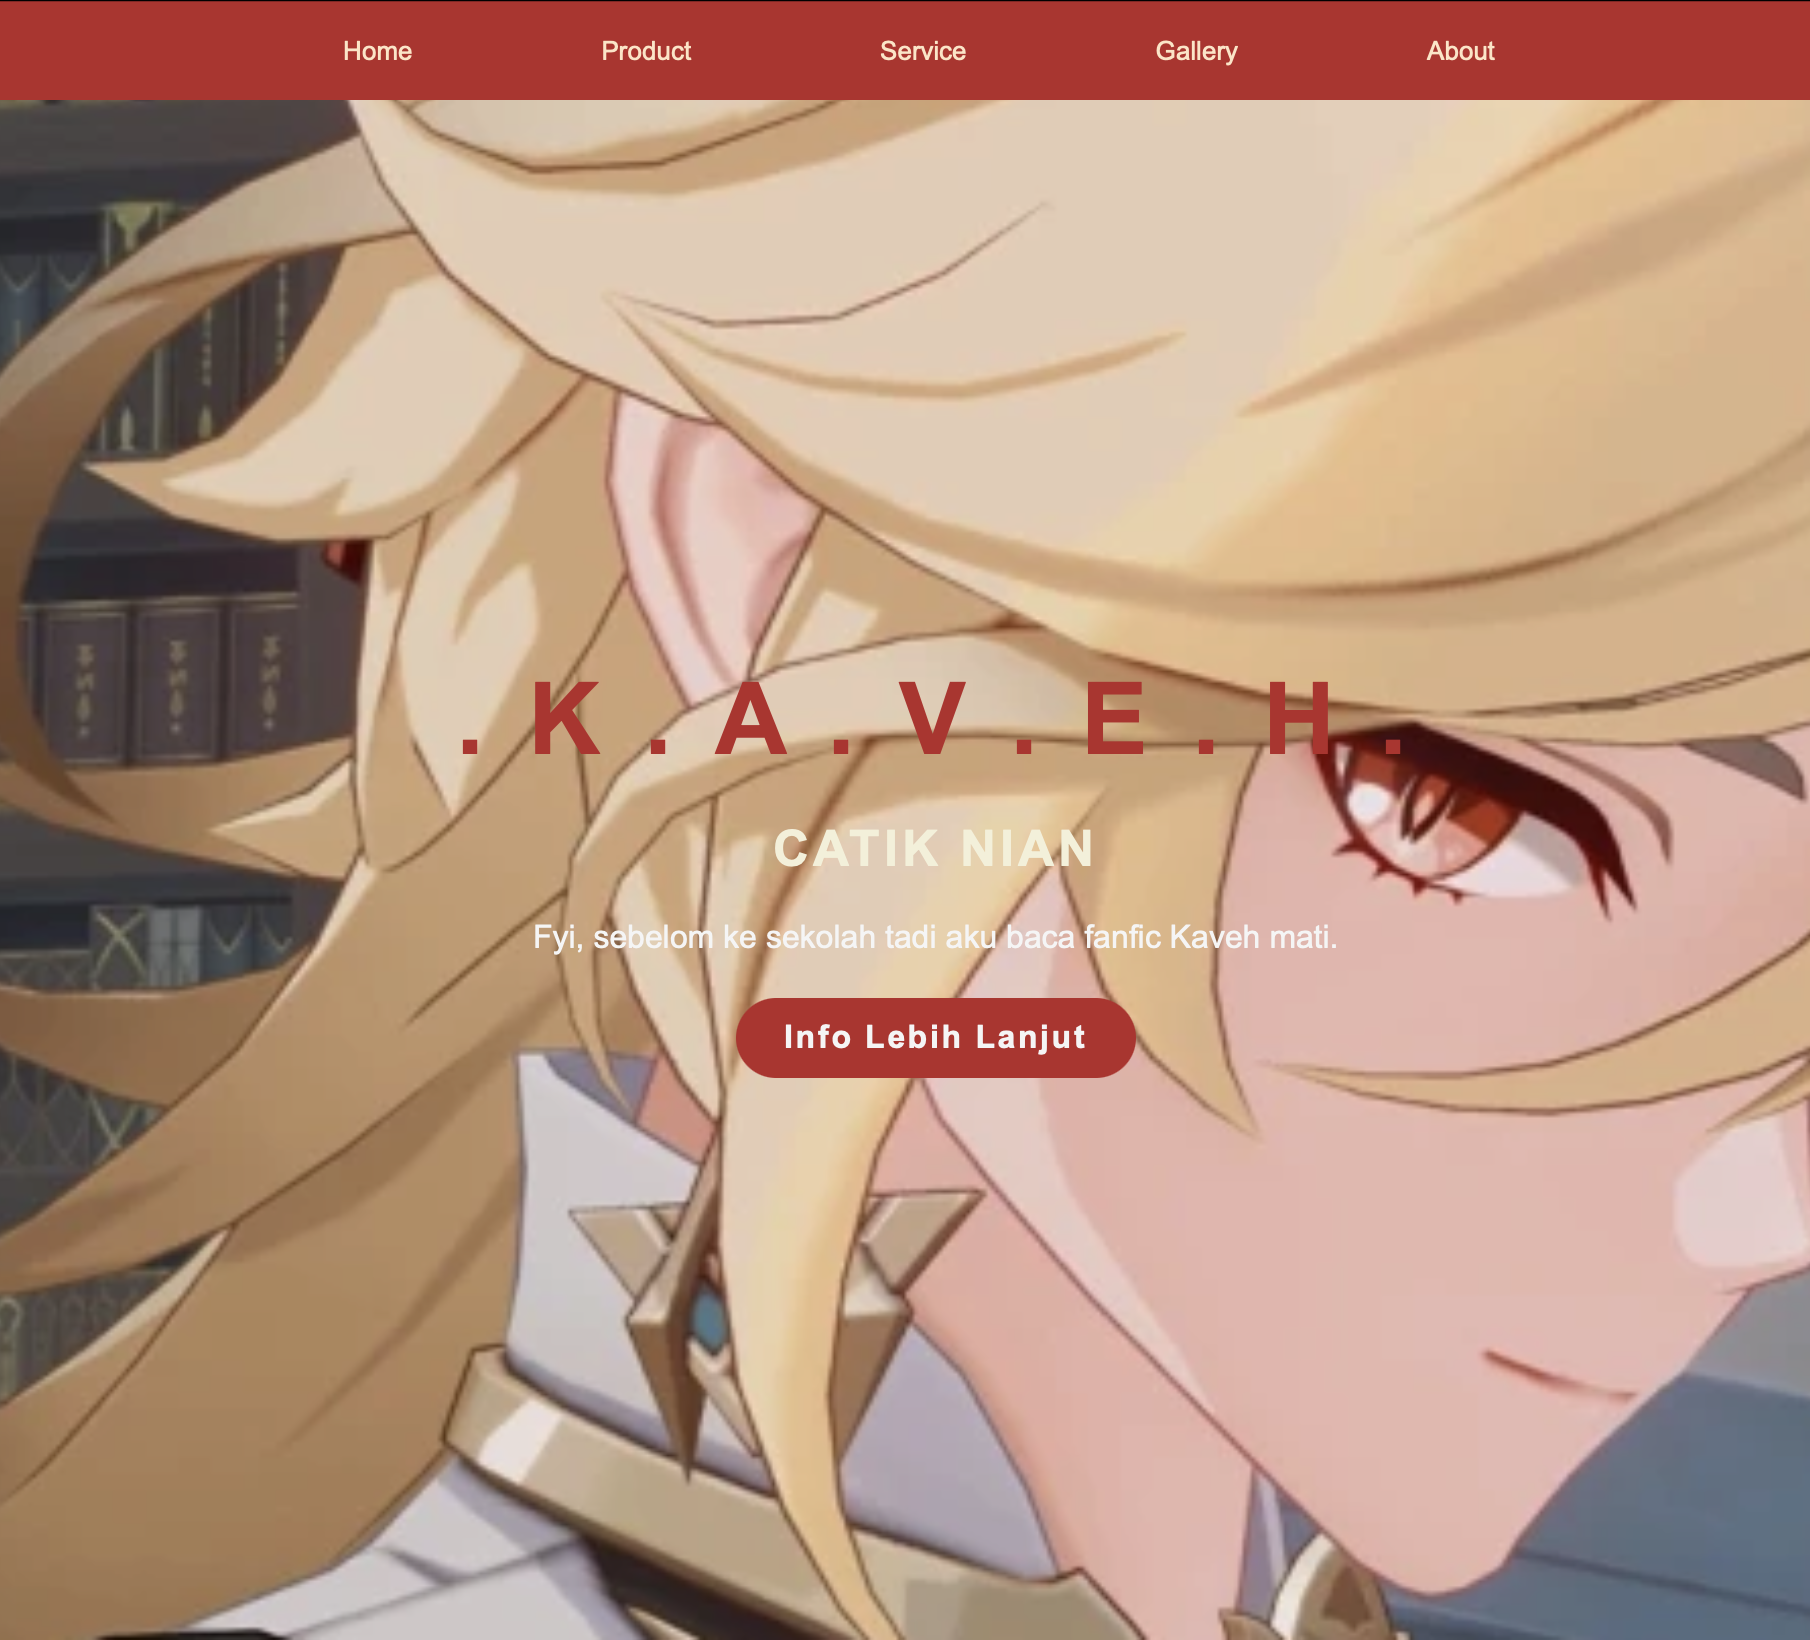 Home Product Service Gallery About
.K.A.V.E.H.
CATIK NIAN
Fyi, sebelom ke sekolah tadi aku baca fanfic Kaveh mati.
Info Lebih Lanjut